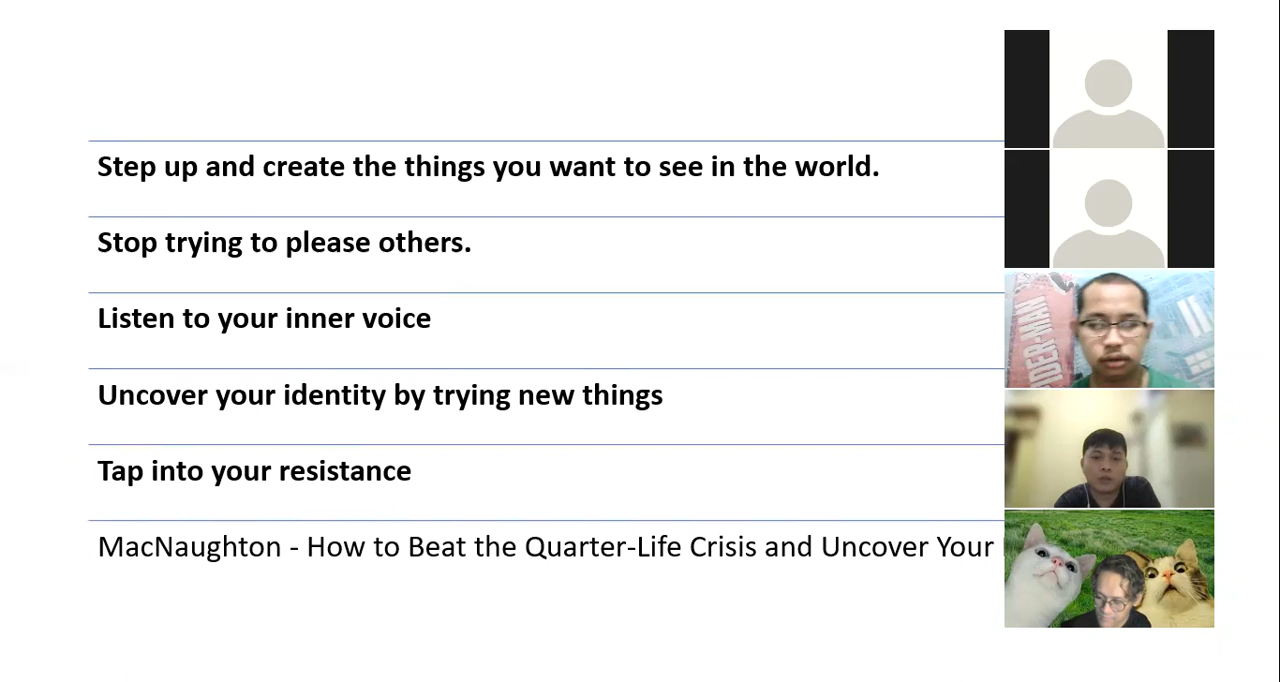 Step up and create the things you want to see in the world.
Stop trying to please others.
Listen to your inner voice
Uncover your identity by trying new things
Tap into your resistance
MacNaughton - How to Beat the Quarter-Life Crisis and Uncover Your
IDER-MAN